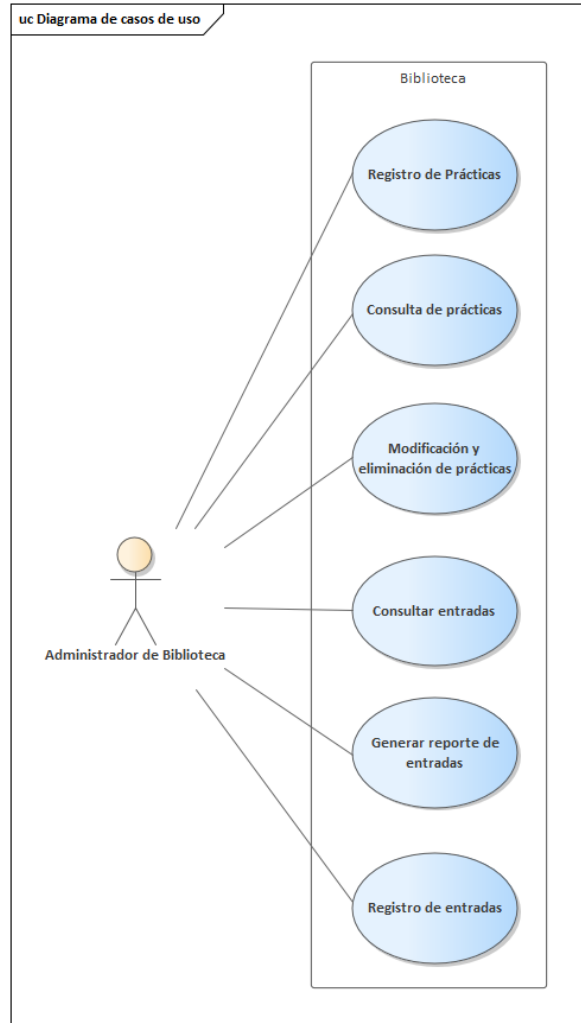 uc Diagrama de casos de uso
Biblioteca
Registro de Prácticas
Consulta de prácticas
Modificación y
eliminación de prácticas
Consultar entradas
Administrador de Biblioteca
Generar reporte de
entradas
Registro de entradas